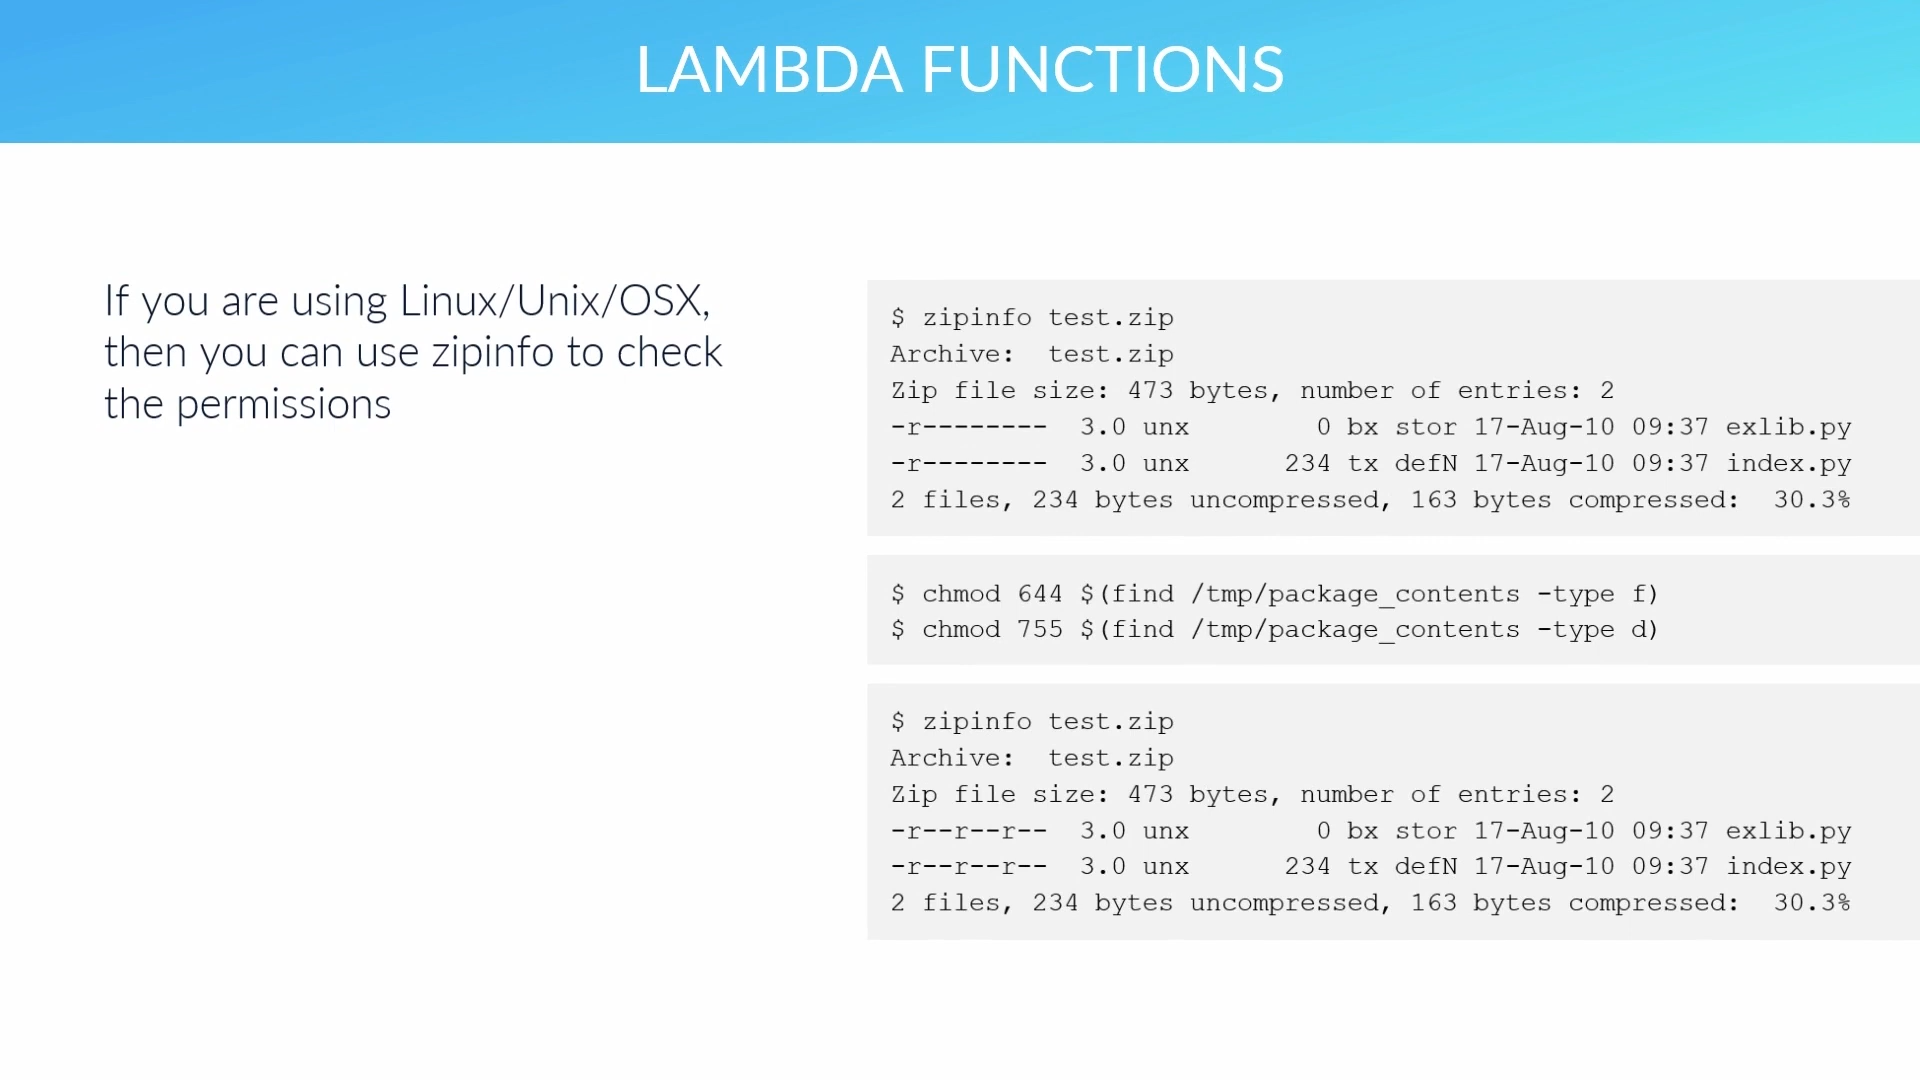 LAMBDA FUNCTIONS
If you are using Linux/Unix/OSX,
then you can use zipinfo to check
the permissions
$ zipinfo test.zip
Archive:  test.zip
Zip file size: 473 bytes, number of entries: 2
-r--------  3.0 unx        0 bx stor 17-Aug-10 09:37 exlib.py
-r--------  3.0 unx      234 tx defN 17-Aug-10 09:37 index.py
2 files, 234 bytes uncompressed, 163 bytes compressed:  30.3%
$ chmod 644 $(find /tmp/package_contents -type f)
$ chmod 755 $(find /tmp/package_contents -type d)
$ zipinfo test.zip
Archive:  test.zip
Zip file size: 473 bytes, number of entries: 2
-r--r--r--  3.0 unx        0 bx stor 17-Aug-10 09:37 exlib.py
-r--r--r--  3.0 unx      234 tx defN 17-Aug-10 09:37 index.py
2 files, 234 bytes uncompressed, 163 bytes compressed:  30.3%